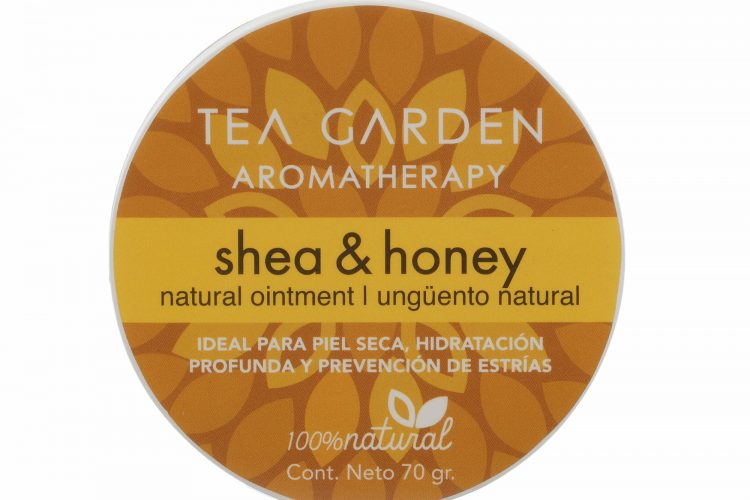 TEA GARDEN
AROMATHERAPY
shea & honey
natural ointment | ungüento natural
IDEAL PARA PIEL SECA, HIDRATACIÓN
PROFUNDA Y PREVENCIÓN DE ESTRÍAS
100%natural
Cont. Neto 70 gr.